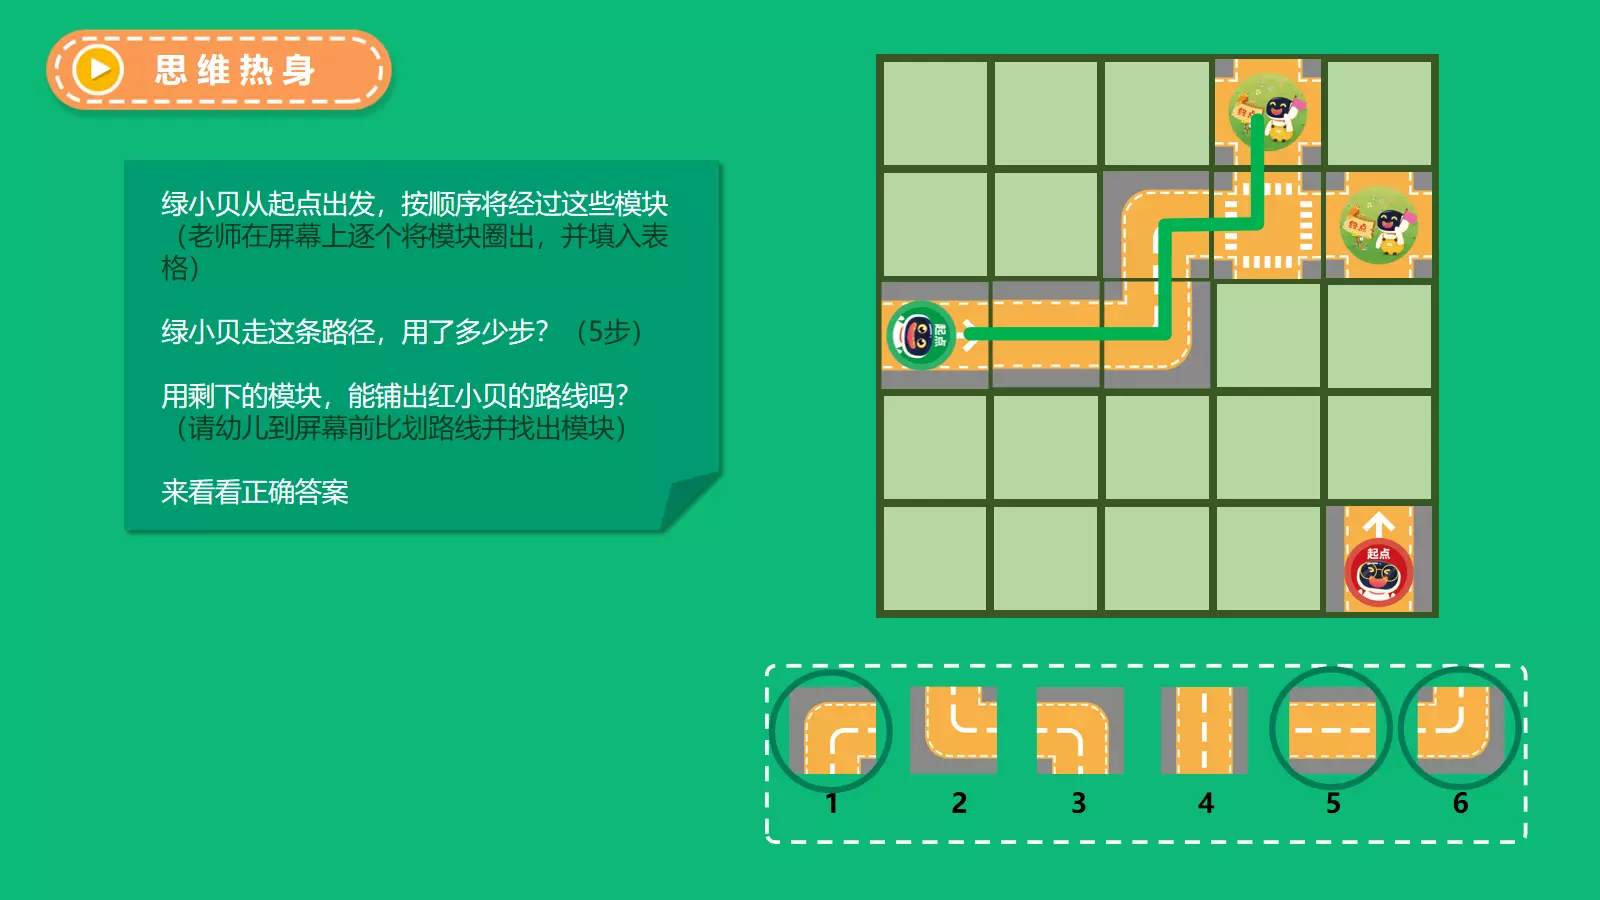 思维热身
绿小贝从起点出发，按顺序将经过这些模块
（老师在屏幕上逐个将模块圈出，并填入表
格）
绿小贝走这条路径，用了多少步？（5步）
用剩下的模块，能铺出红小贝的路线吗？
（请幼儿到屏幕前比划路线并找出模块）
来看看正确答案
终点
终点
起点
起点
1
2
3
4
5
6